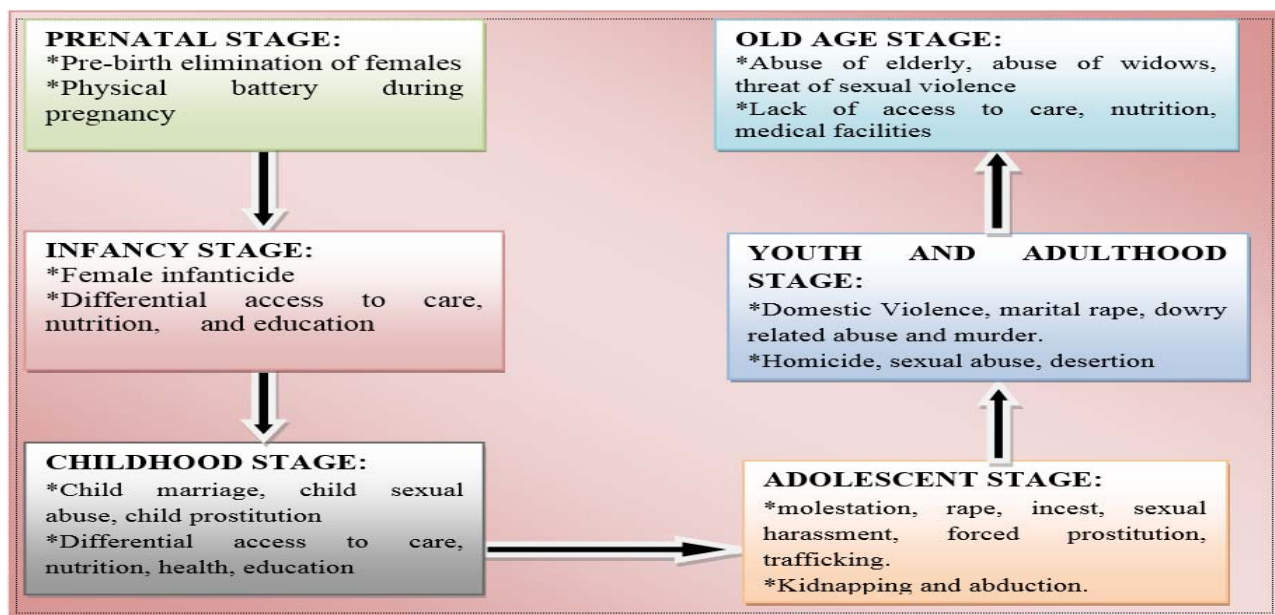 PRENATAL STAGE:
*Pre-birth elimination of females
*Physical battery during
pregnancy
INFANCY STAGE:
*Female infanticide
*Differential access to care,
nutrition, and education
CHILDHOOD STAGE:
*Child marriage, child sexual
abuse, child prostitution
*Differential access to care,
nutrition, health, education
ADOLESCENT STAGE:
*molestation, rape, incest, sexual
harassment, forced prostitution,
trafficking.
*Kidnapping and abduction.
YOUTH AND ADULTHOOD
STAGE:
*Domestic Violence, marital rape, dowry
related abuse and murder.
*Homicide, sexual abuse, desertion
OLD AGE STAGE:
*Abuse of elderly, abuse of widows,
threat of sexual violence
*Lack of access to care, nutrition,
medical facilities